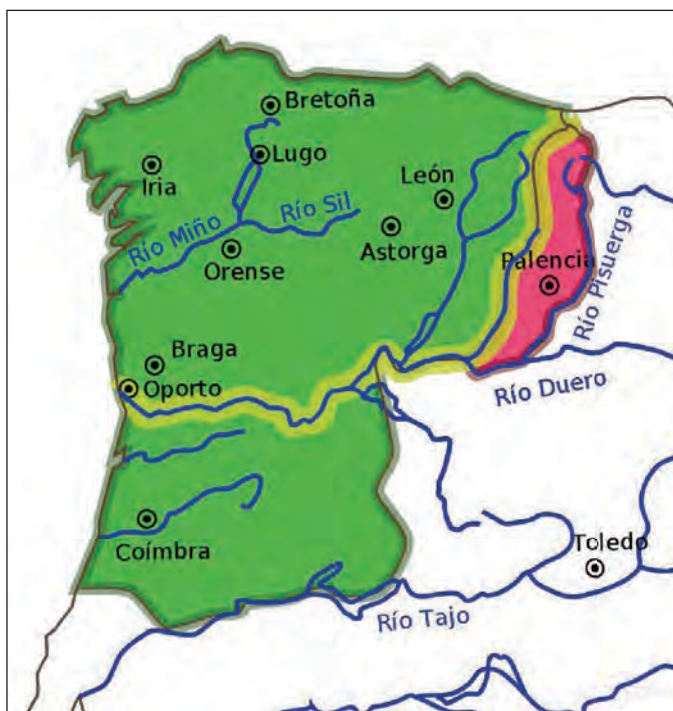 Bretoña
Lugo
Iria
León
Río Sil
Río Miño
Astorga
Orense
Palencia
Río Pisuerga
Braga
Oporto
Río Duero
Coímbra
Toledo
Río Tajo